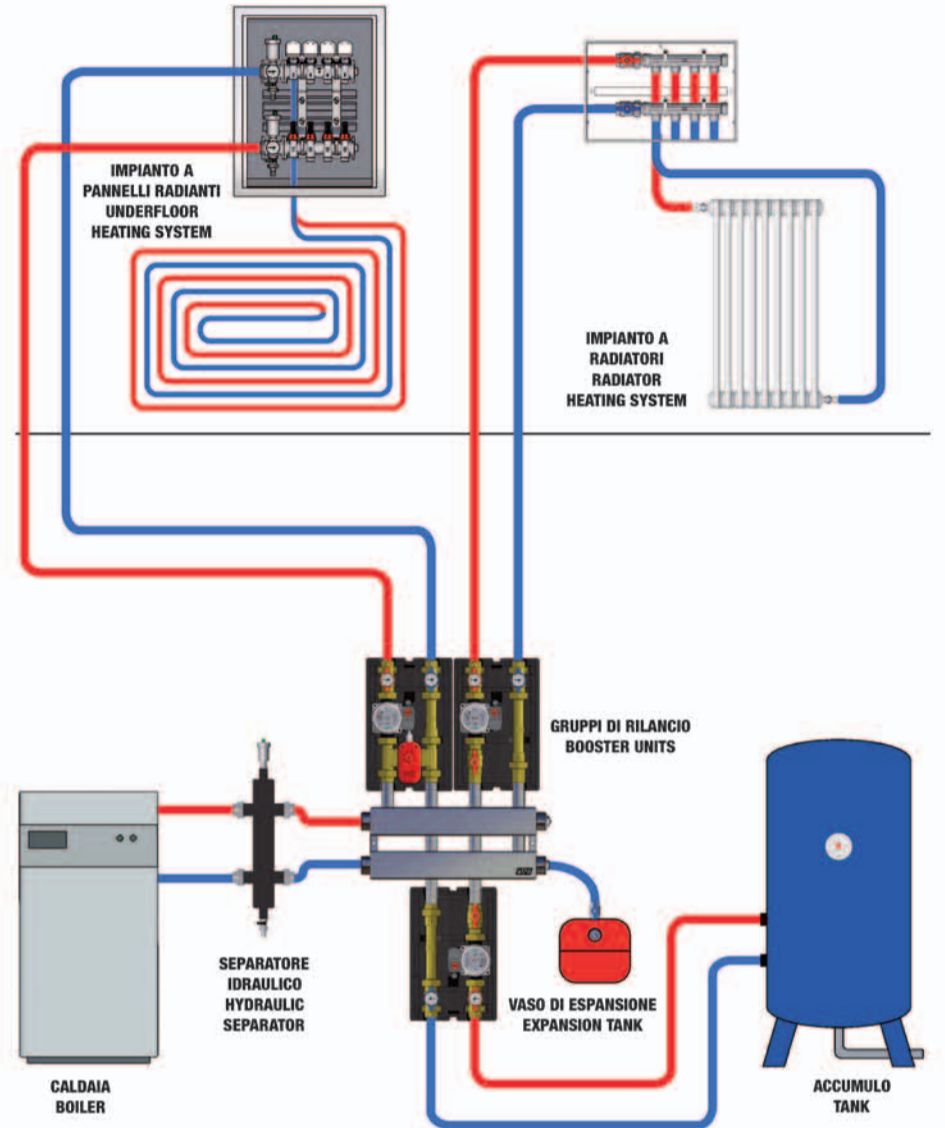 IMPIANTO A
PANNELLI RADIANTI
UNDERFLOOR
HEATING SYSTEM
IMPIANTO A
RADIATORI
RADIATOR
HEATING SYSTEM
GRUPPI DI RILANCIO
BOOSTER UNITS
SEPARATORE
IDRAULICO
HYDRAULIC
SEPARATOR
VASO DI ESPANSIONE
EXPANSION TANK
CALDAIA
BOILER
ACCUMULO
TANK